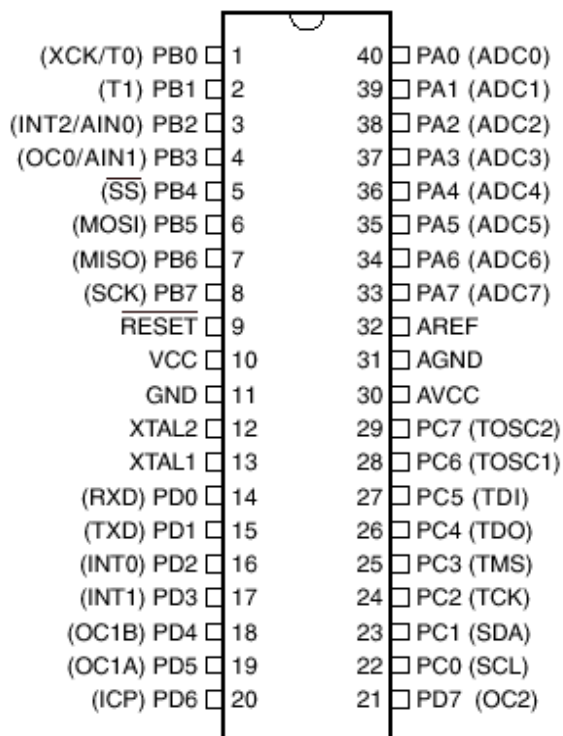 (XCK/T0) PB0 1 40 PA0 (ADC0)
(T1) PB1 2 39 PA1 (ADC1)
(INT2/AIN0) PB2 3 38 PA2 (ADC2)
(OC0/AIN1) PB3 4 37 PA3 (ADC3)
(SS) PB4 5 36 PA4 (ADC4)
(MOSI) PB5 6 35 PA5 (ADC5)
(MISO) PB6 7 34 PA6 (ADC6)
(SCK) PB7 8 33 PA7 (ADC7)
RESET 9 32 AREF
VCC 10 31 AGND
GND 11 30 AVCC
XTAL2 12 29 PC7 (TOSC2)
XTAL1 13 28 PC6 (TOSC1)
(RXD) PD0 14 27 PC5 (TDI)
(TXD) PD1 15 26 PC4 (TDO)
(INT0) PD2 16 25 PC3 (TMS)
(INT1) PD3 17 24 PC2 (TCK)
(OC1B) PD4 18 23 PC1 (SDA)
(OC1A) PD5 19 22 PC0 (SCL)
(ICP) PD6 20 21 PD7 (OC2)